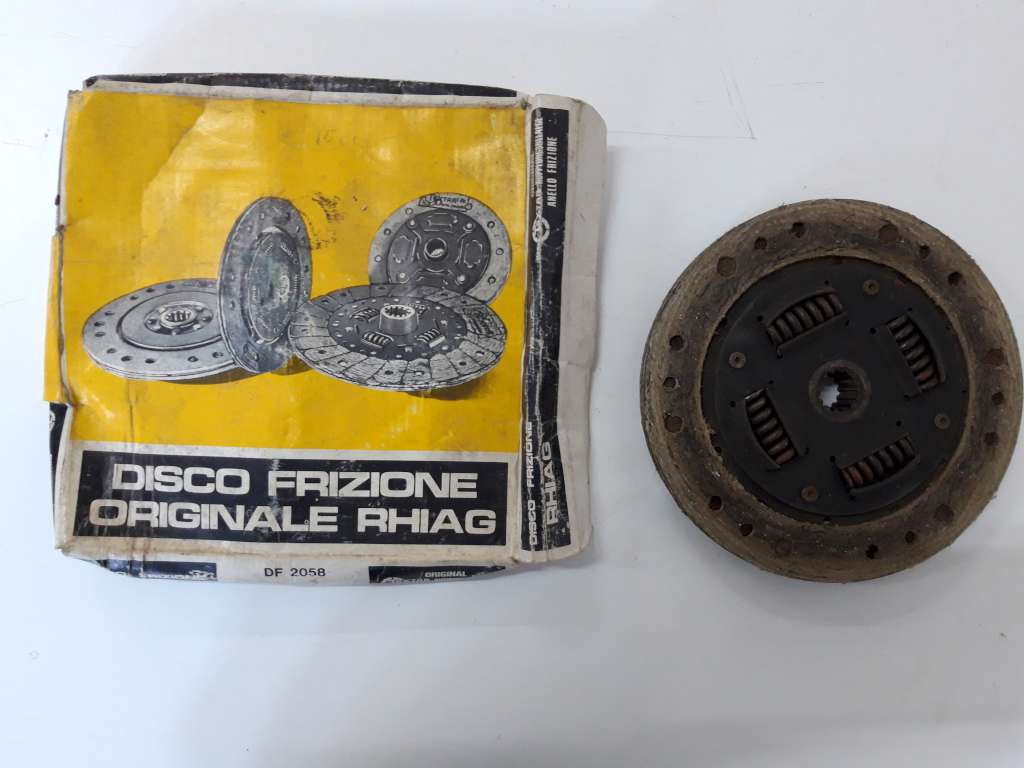 DISCO FRIZIONE
ORIGINALE RHIAG
DF 2058
ORIGINAL
ANELLO FRIZIONE
DISCO FRIZIONE
RHIAG